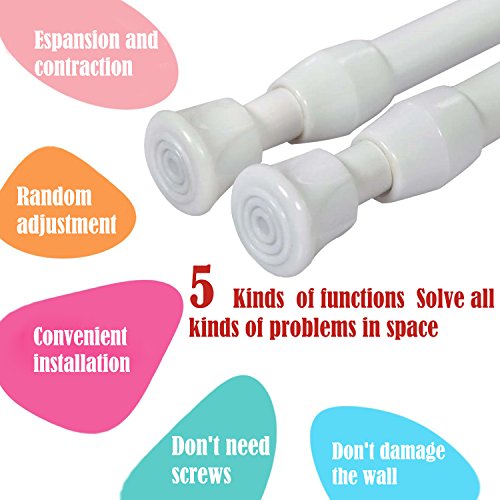 Espansion and
contraction
Random
adjustment
5 Kinds of functions Solve all
kinds of problems in space
Convenient
installation
Don't need
screws
Don't damage
the wall